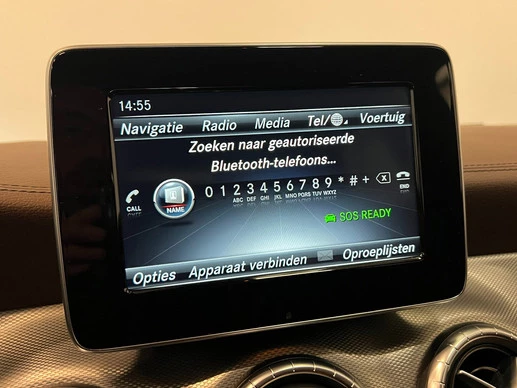 14:55
Navigatie Radio Media Tel/ Voertuig
Zoeken naar geautoriseerde
Bluetooth-telefoons...
0 1 2 3 4 5 6 7 8 9 * # +
ABC DEF GHI JKL MNO PQRS TUV WXYZ
CALL NAME END
SOS READY
Opties Apparaat verbinden Oproeplijsten